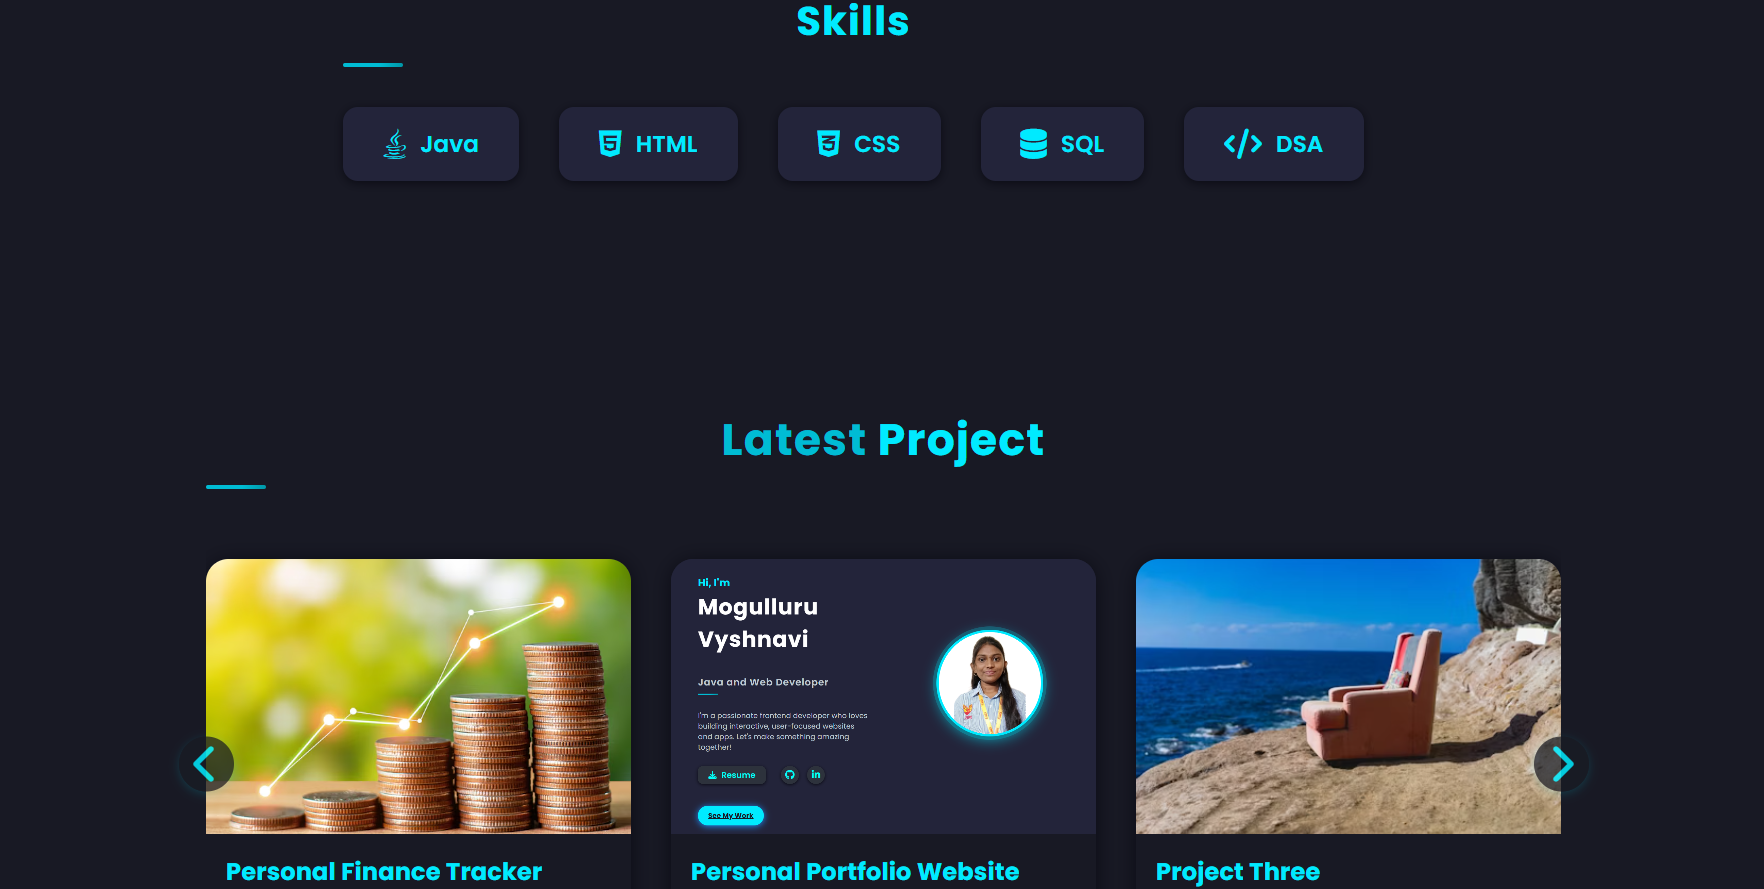 Skills
Java
HTML
CSS
SQL
DSA
Latest Project
Hi, I'm
Mogulluru
Vyshnavi
Java and Web Developer
I'm a passionate frontend developer who loves
building interactive, user-focused websites
and apps. Let's make something amazing
together!
Resume
in
See My Work
Personal Finance Tracker
Personal Portfolio Website
Project Three